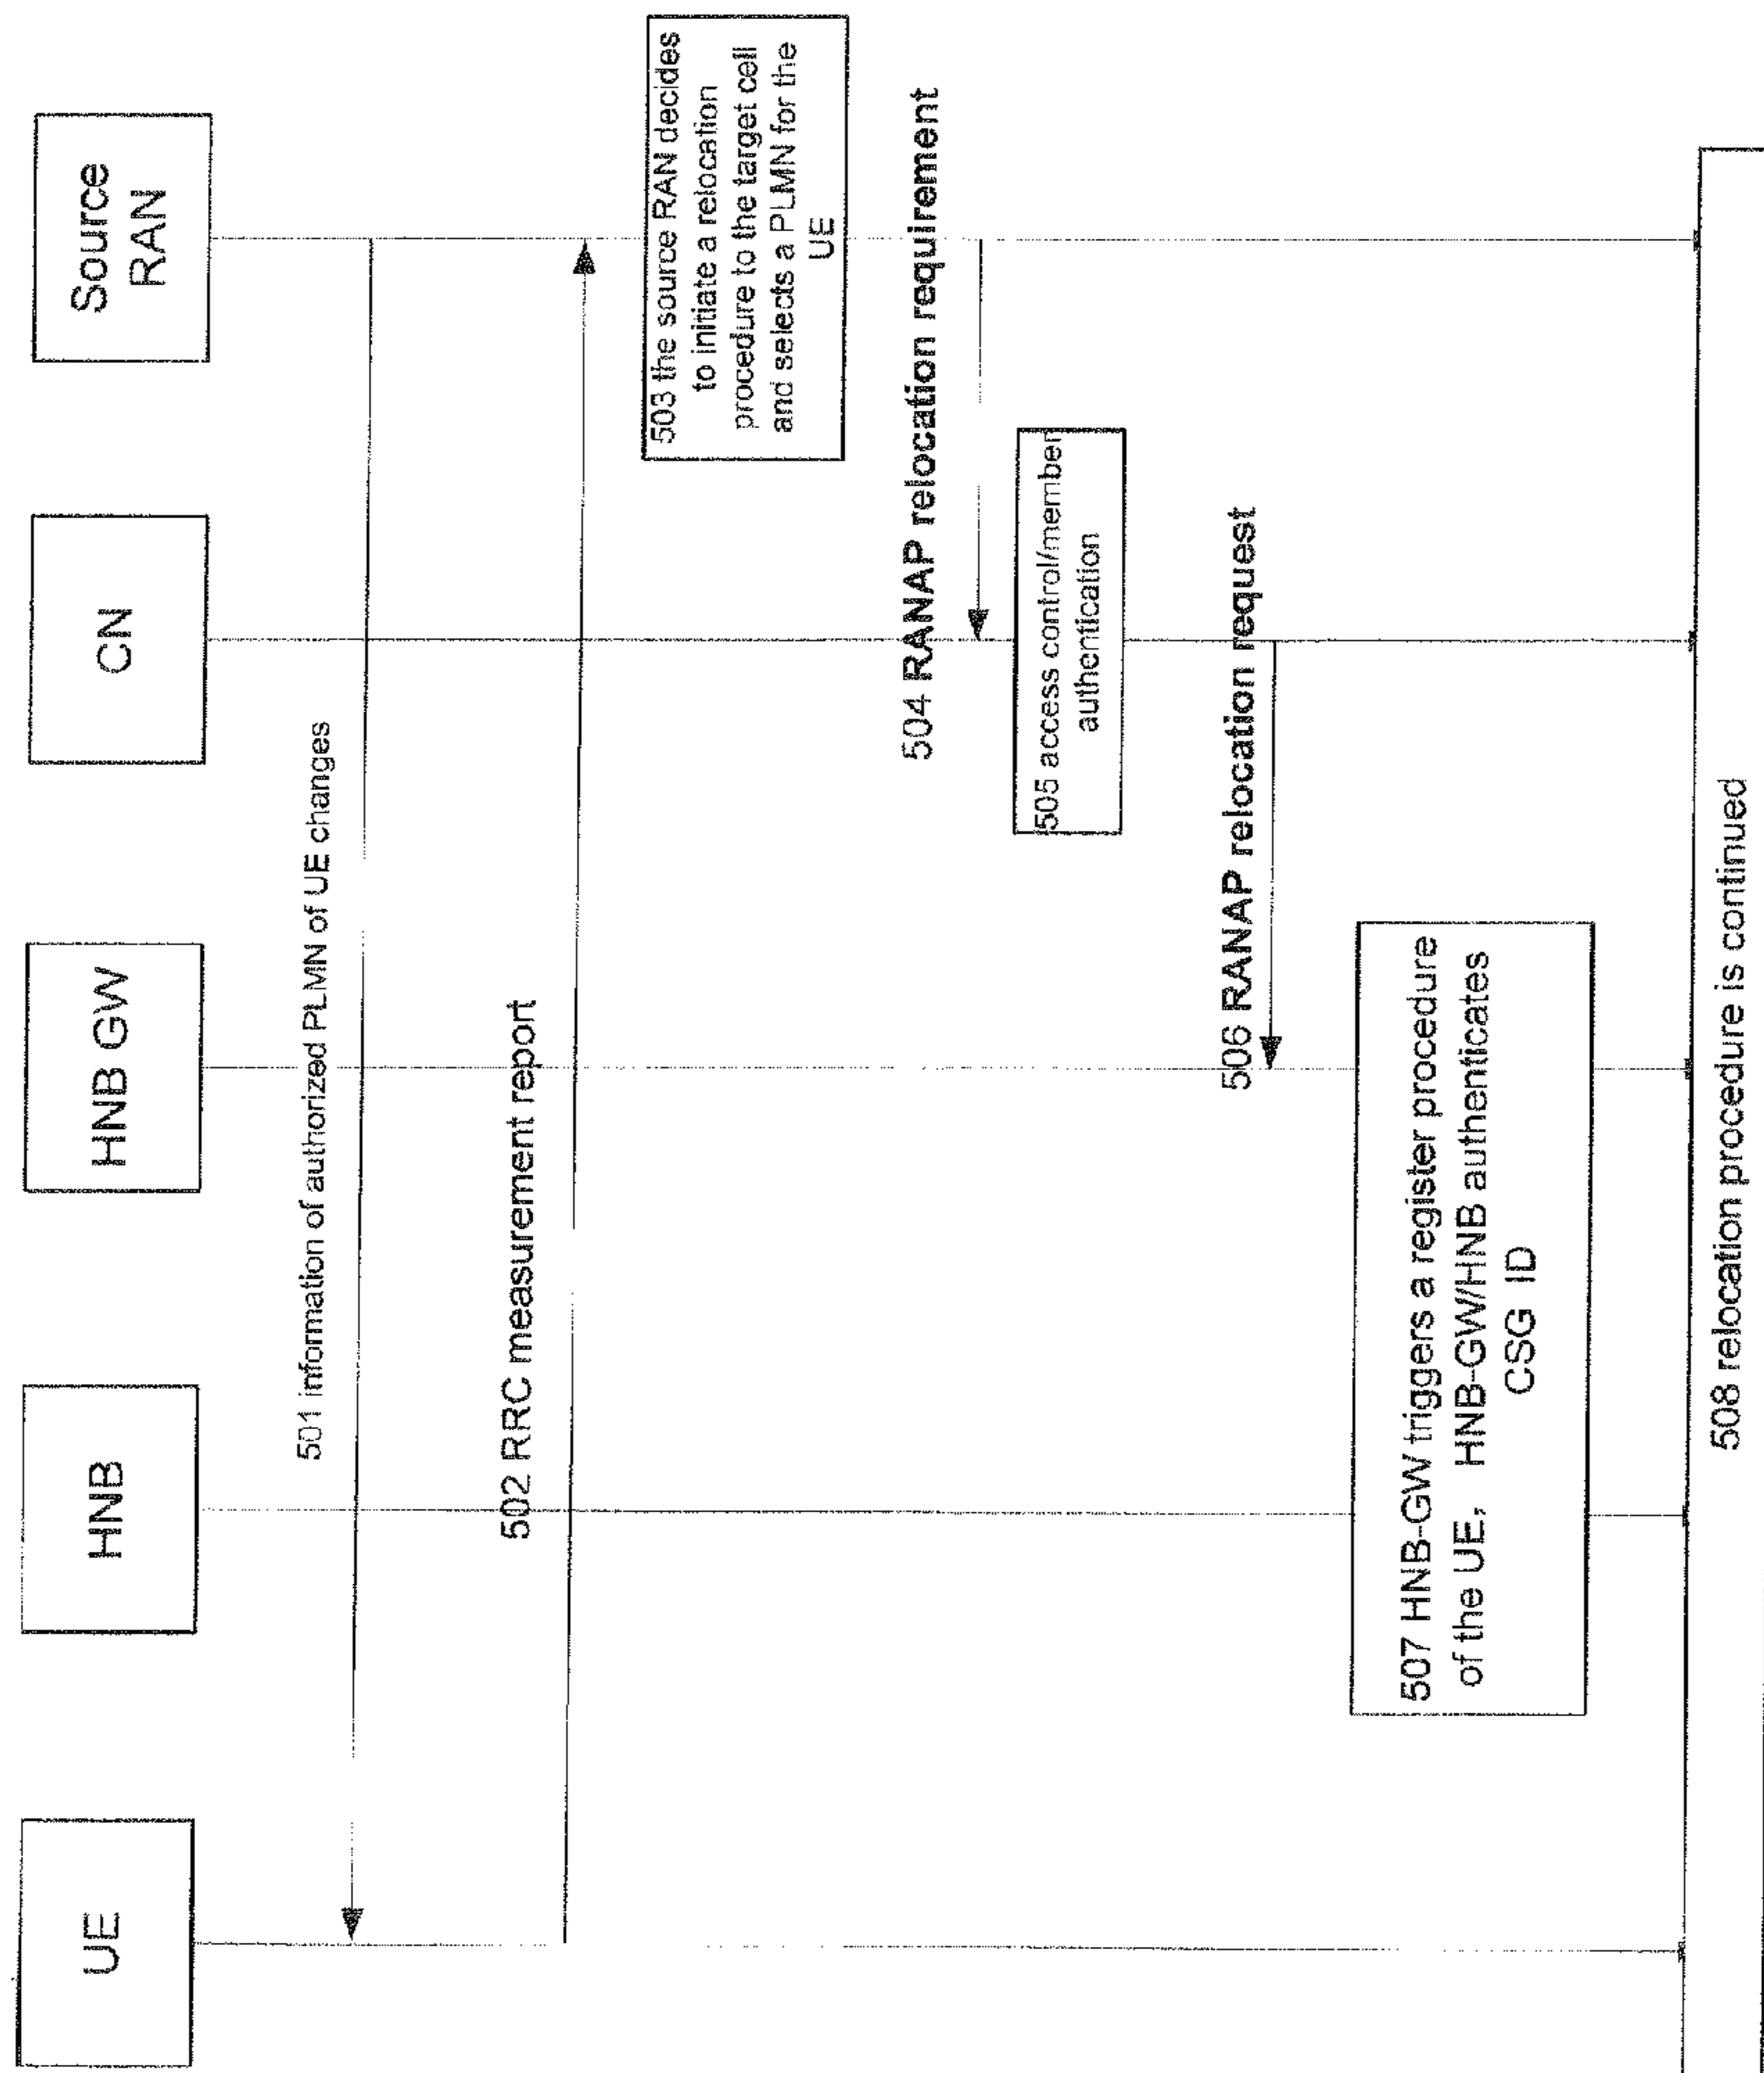 UE
HNB
HNB GW
CN
Source
RAN
501 information of authorized PLMN of UE changes
502 RRC measurement report
503 the source RAN decides
to initiate a relocation
procedure to the target cell
and selects a PLMN for the
UE
504 RANAP relocation requirement
505 access control/member
authentication
506 RANAP relocation request
507 HNB-GW triggers a register procedure
of the UE, HNB-GW/HNB authenticates
CSG ID
508 relocation procedure is continued